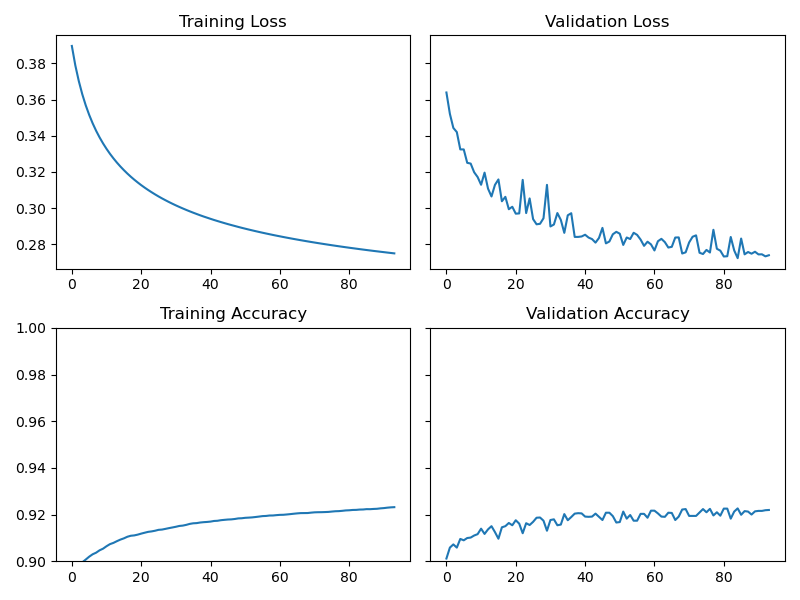 Training Loss
Validation Loss
0.38
0.36
0.34
0.32
0.30
0.28
0 20 40 60 80
0 20 40 60 80
Training Accuracy
Validation Accuracy
1.00
0.98
0.96
0.94
0.92
0.90
0 20 40 60 80
0 20 40 60 80